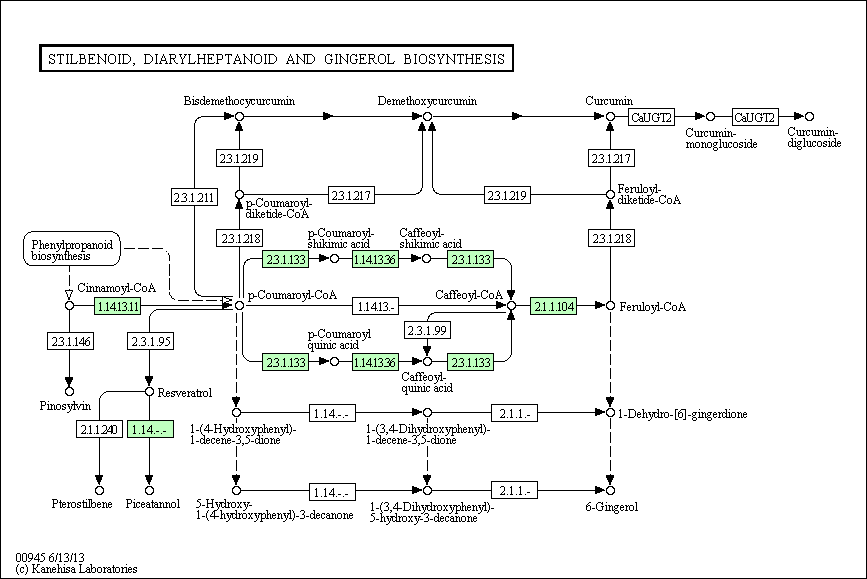 STILBENOID, DIARYLHEPTANOID AND GINGEROL BIOSYNTHESIS
Bisdemethocycurcumin
Demethoxycurcumin
Curcumin
CaUGT2
CaUGT2
Curcumin-
monoglucoside
Curcumin-
diglucoside
2.3.1.219
2.3.1.217
2.3.1.211
2.3.1.217
2.3.1.219
p-Coumaroyl-
diketide-CoA
Feruloyl-
diketide-CoA
2.3.1.218
2.3.1.218
Phenylpropanoid
biosynthesis
p-Coumaroyl-
shikimic acid
Caffeoyl-
shikimic acid
2.3.1.133
1.14.13.36
2.3.1.133
Cinnamoyl-CoA
1.14.13.11
p-Coumaroyl-CoA
1.14.13.-
Caffeoyl-CoA
2.1.1.104
Feruloyl-CoA
2.3.1.146
2.3.1.95
p-Coumaroyl
quinic acid
2.3.1.99
2.3.1.133
1.14.13.36
2.3.1.133
Caffeoyl-
quinic acid
Pinosylvin
Resveratrol
2.1.1.240
1.14.-.-
1.14.-.-
2.1.1.-
1-(4-Hydroxyphenyl)-
1-decene-3,5-dione
1-(3,4-Dihydroxyphenyl)-
1-decene-3,5-dione
1-Dehydro-[6]-gingerdione
1.14.-.-
2.1.1.-
Pterostilbene
Piceatannol
5-Hydroxy-
1-(4-hydroxyphenyl)-3-decanone
1-(3,4-Dihydroxyphenyl)-
5-hydroxy-3-decanone
6-Gingerol
00945 6/13/13
(c) Kanehisa Laboratories